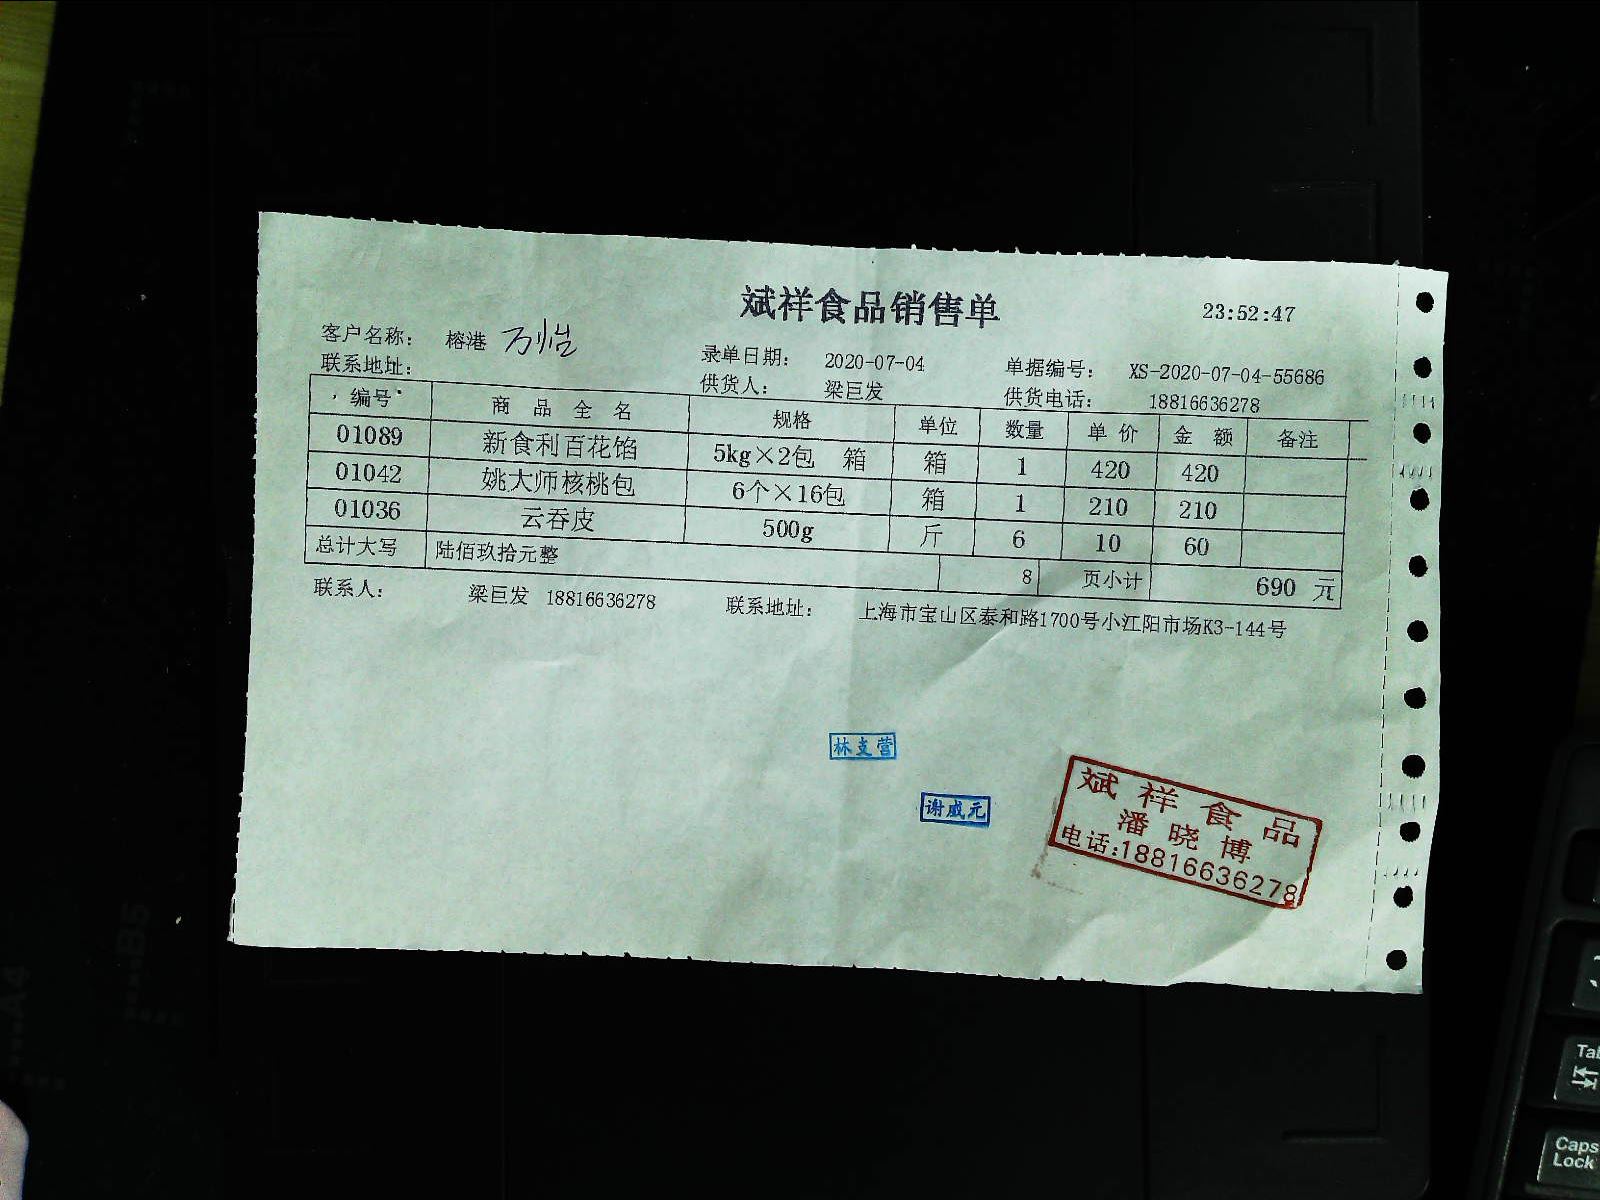 斌祥食品销售单
23:52:47
客户名称: 榕港 万怡 录单日期: 2020-07-04 单据编号: XS-2020-07-04-55686
联系地址: 供货人: 梁巨发 供货电话: 18816636278
编号 商品全名 规格 单位 数量 单价 金额 备注
01089 新食利百花馅 5kg×2包 箱 箱 1 420 420
01042 姚大师核桃包 6个×16包 箱 1 210 210
01036 云吞皮 500g 斤 6 10 60
总计大写 陆佰玖拾元整 8 页小计 690 元
联系人: 梁巨发 18816636278 联系地址: 上海市宝山区泰和路1700号小江阳市场K3-144号
林支营
谢威元
斌祥食品
潘晓博
电话:18816636278
A4
B5
Tab
Caps
Lock